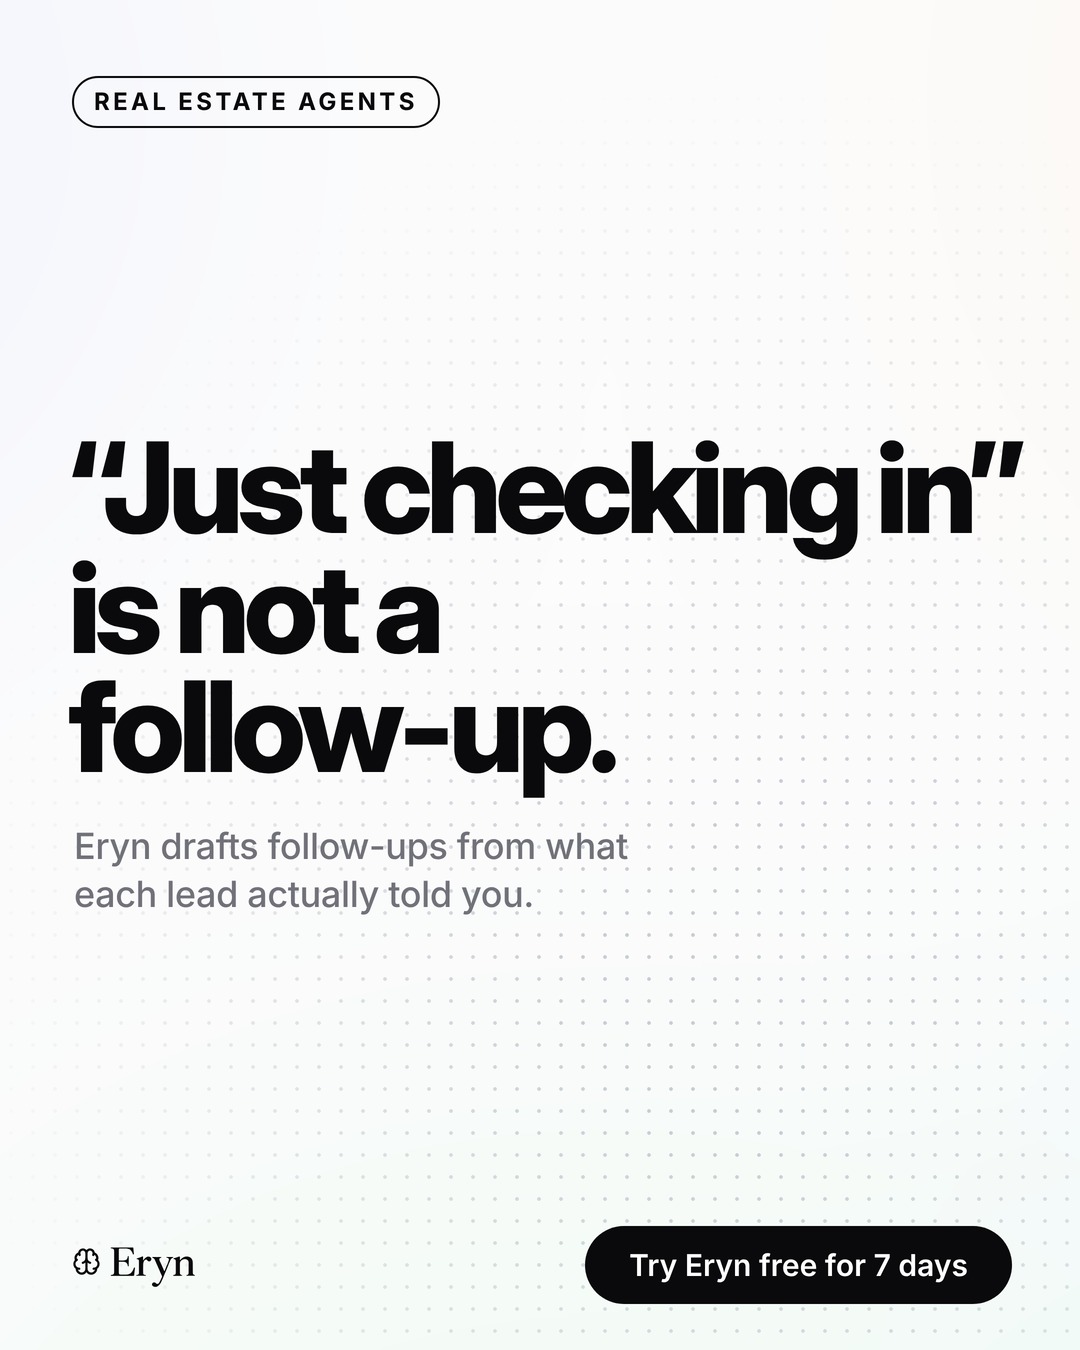 REAL ESTATE AGENTS
“Just checking in”
is not a
follow-up.
Eryn drafts follow-ups from what
each lead actually told you.
Eryn
Try Eryn free for 7 days